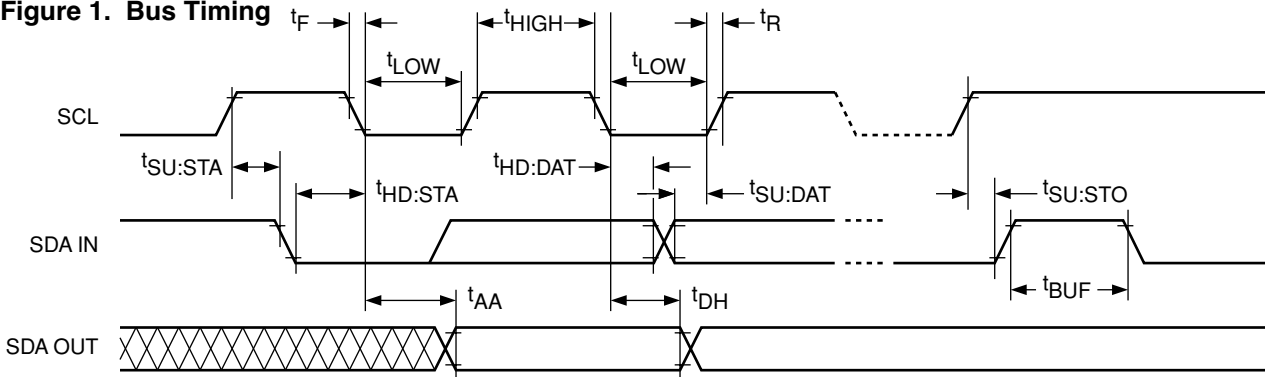 Figure 1. Bus Timing
tF
tHIGH
tR
tLOW
tLOW
SCL
tSU:STA
tHD:STA
tHD:DAT
tSU:DAT
tSU:STO
SDA IN
tBUF
tAA
tDH
SDA OUT